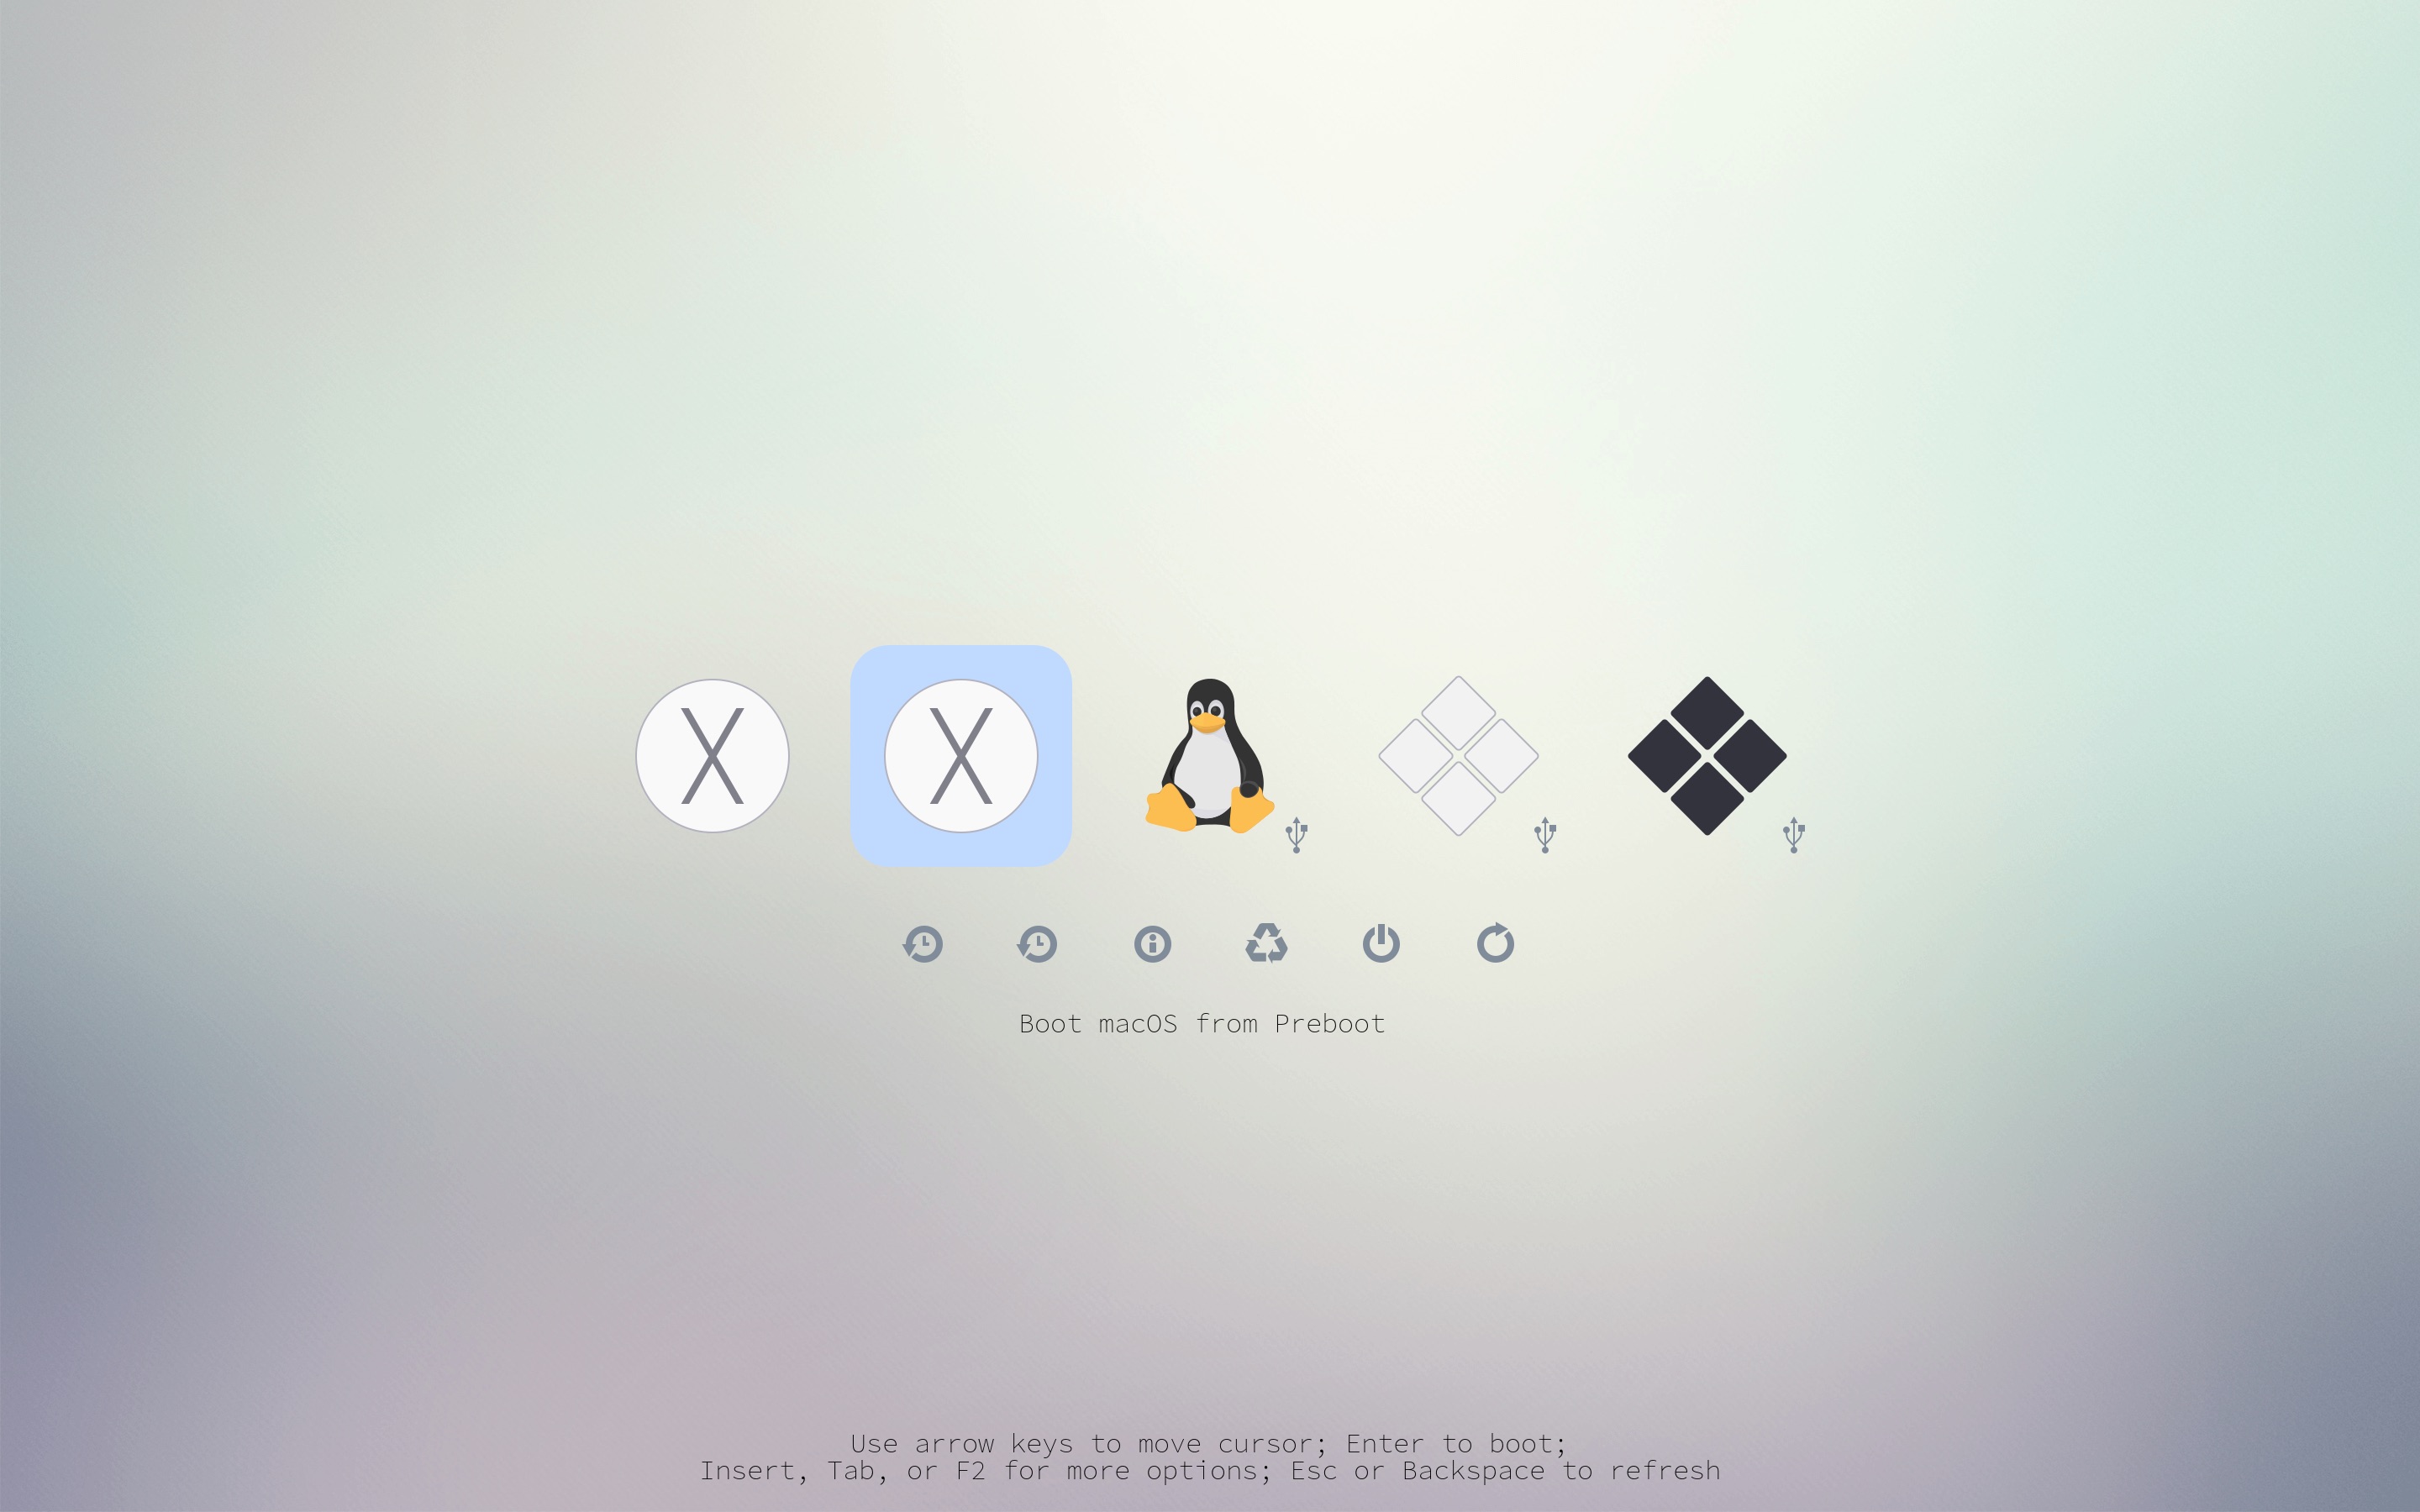 X
X
Boot macOS from Preboot
Use arrow keys to move cursor; Enter to boot;
Insert, Tab, or F2 for more options; Esc or Backspace to refresh